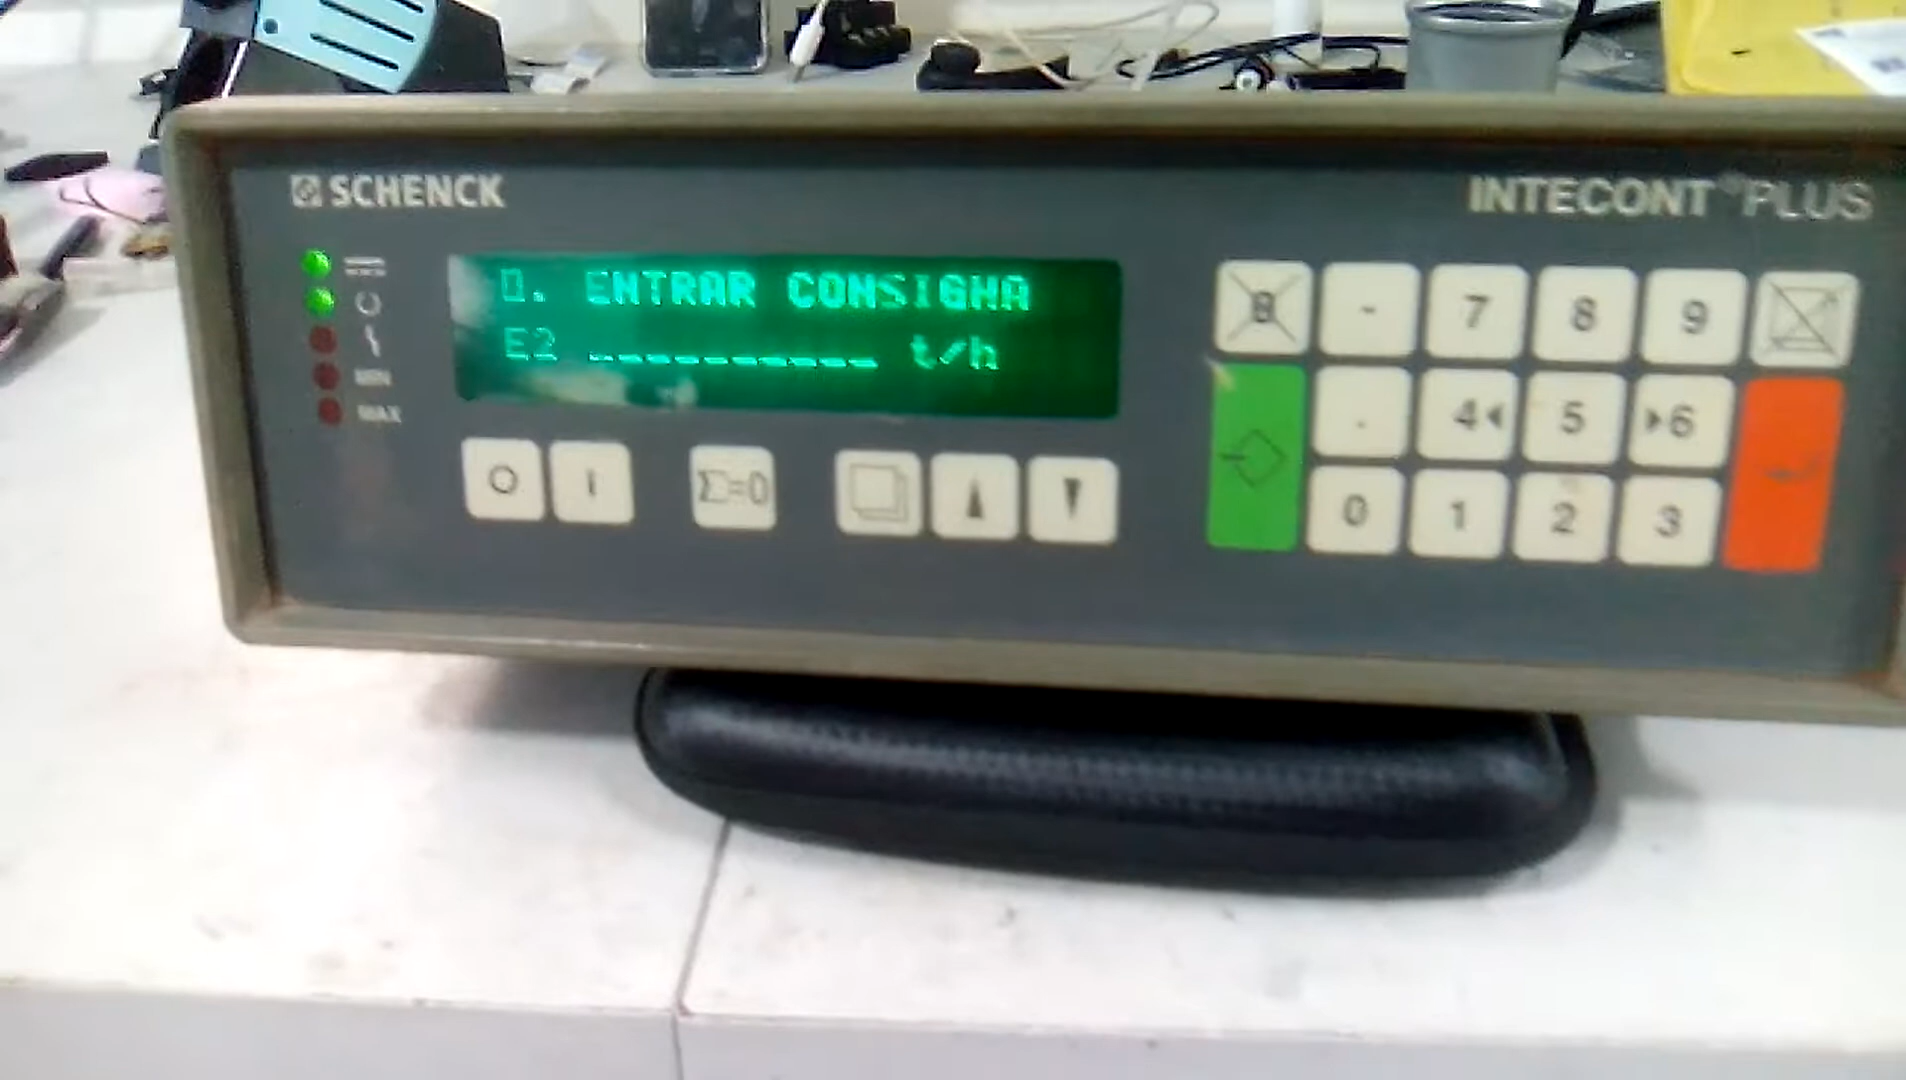 SCHENCK
INTECONT®PLUS
0. ENTRAR CONSIGNA
E2 __________ t/h
MIN
MAX
O I Σ=0
B - 7 8 9
. 4 5 6
0 1 2 3